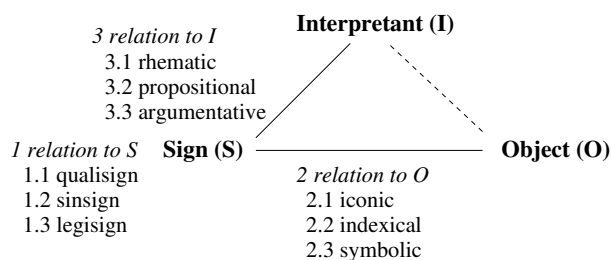 Interpretant (I)
3 relation to I
3.1 rhematic
3.2 propositional
3.3 argumentative
1 relation to S
Sign (S)
Object (O)
1.1 qualisign
1.2 sinsign
1.3 legisign
2 relation to O
2.1 iconic
2.2 indexical
2.3 symbolic